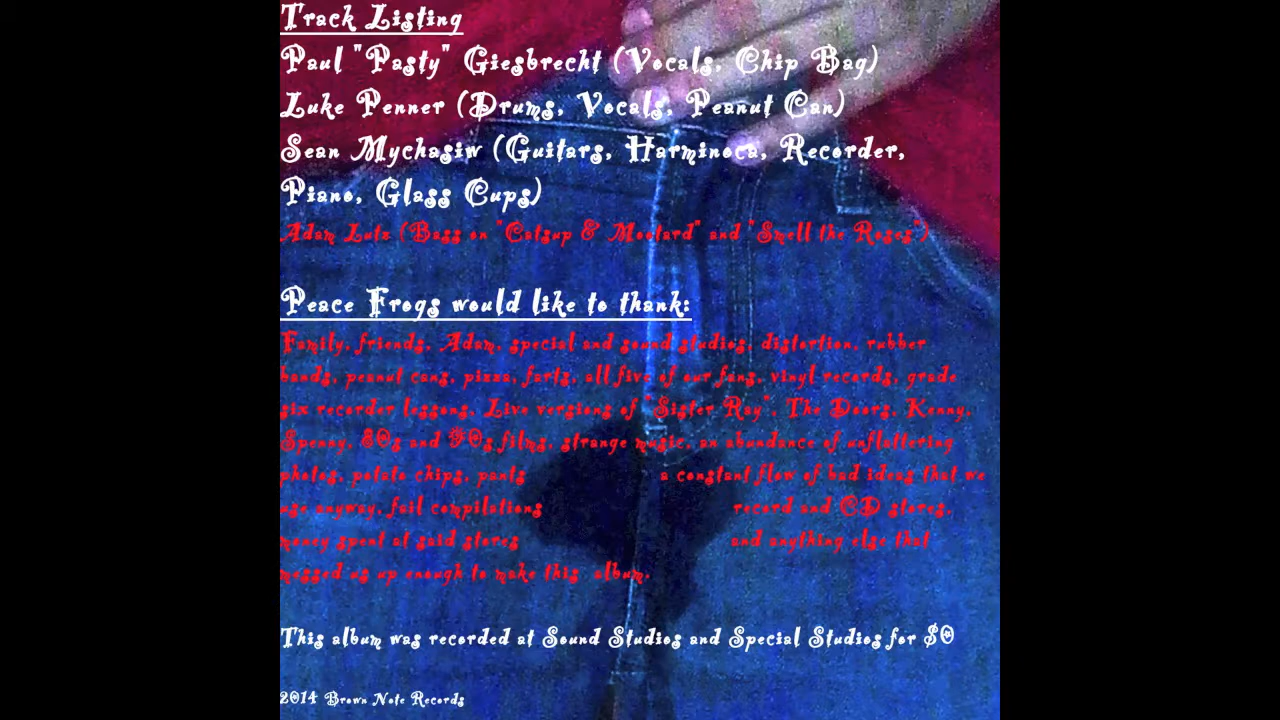 Track Listing
Paul "Pasty" Giesbrecht (Vocals, Chip Bag)
Luke Penner (Drums, Vocals, Peanut Can)
Sean Mychasiw (Guitars, Harminoca, Recorder,
Piano, Glass Cups)
Adam Lutz (Bass on "Catsup & Mootard" and "Smell the Roses")
Peace Frogs would like to thank:
Family, friends, Adam, special and sound studios, distortion, rubber
bands, peanut cans, pizza, farts, all five of our fans, vinyl records, grade
six recorder lessons, Live versions of "Sister Ray", The Doors, Kenny,
Spenny, 80s and 90s films, strange music, an abundance of unflattering
photos, potato chips, pants a constant flow of bad ideas that we
use anyway, fail compilations record and CD stores,
money spent at said stores and anything else that
messed us up enough to make this album.
This album was recorded at Sound Studios and Special Studios for $0
2014 Brown Note Records